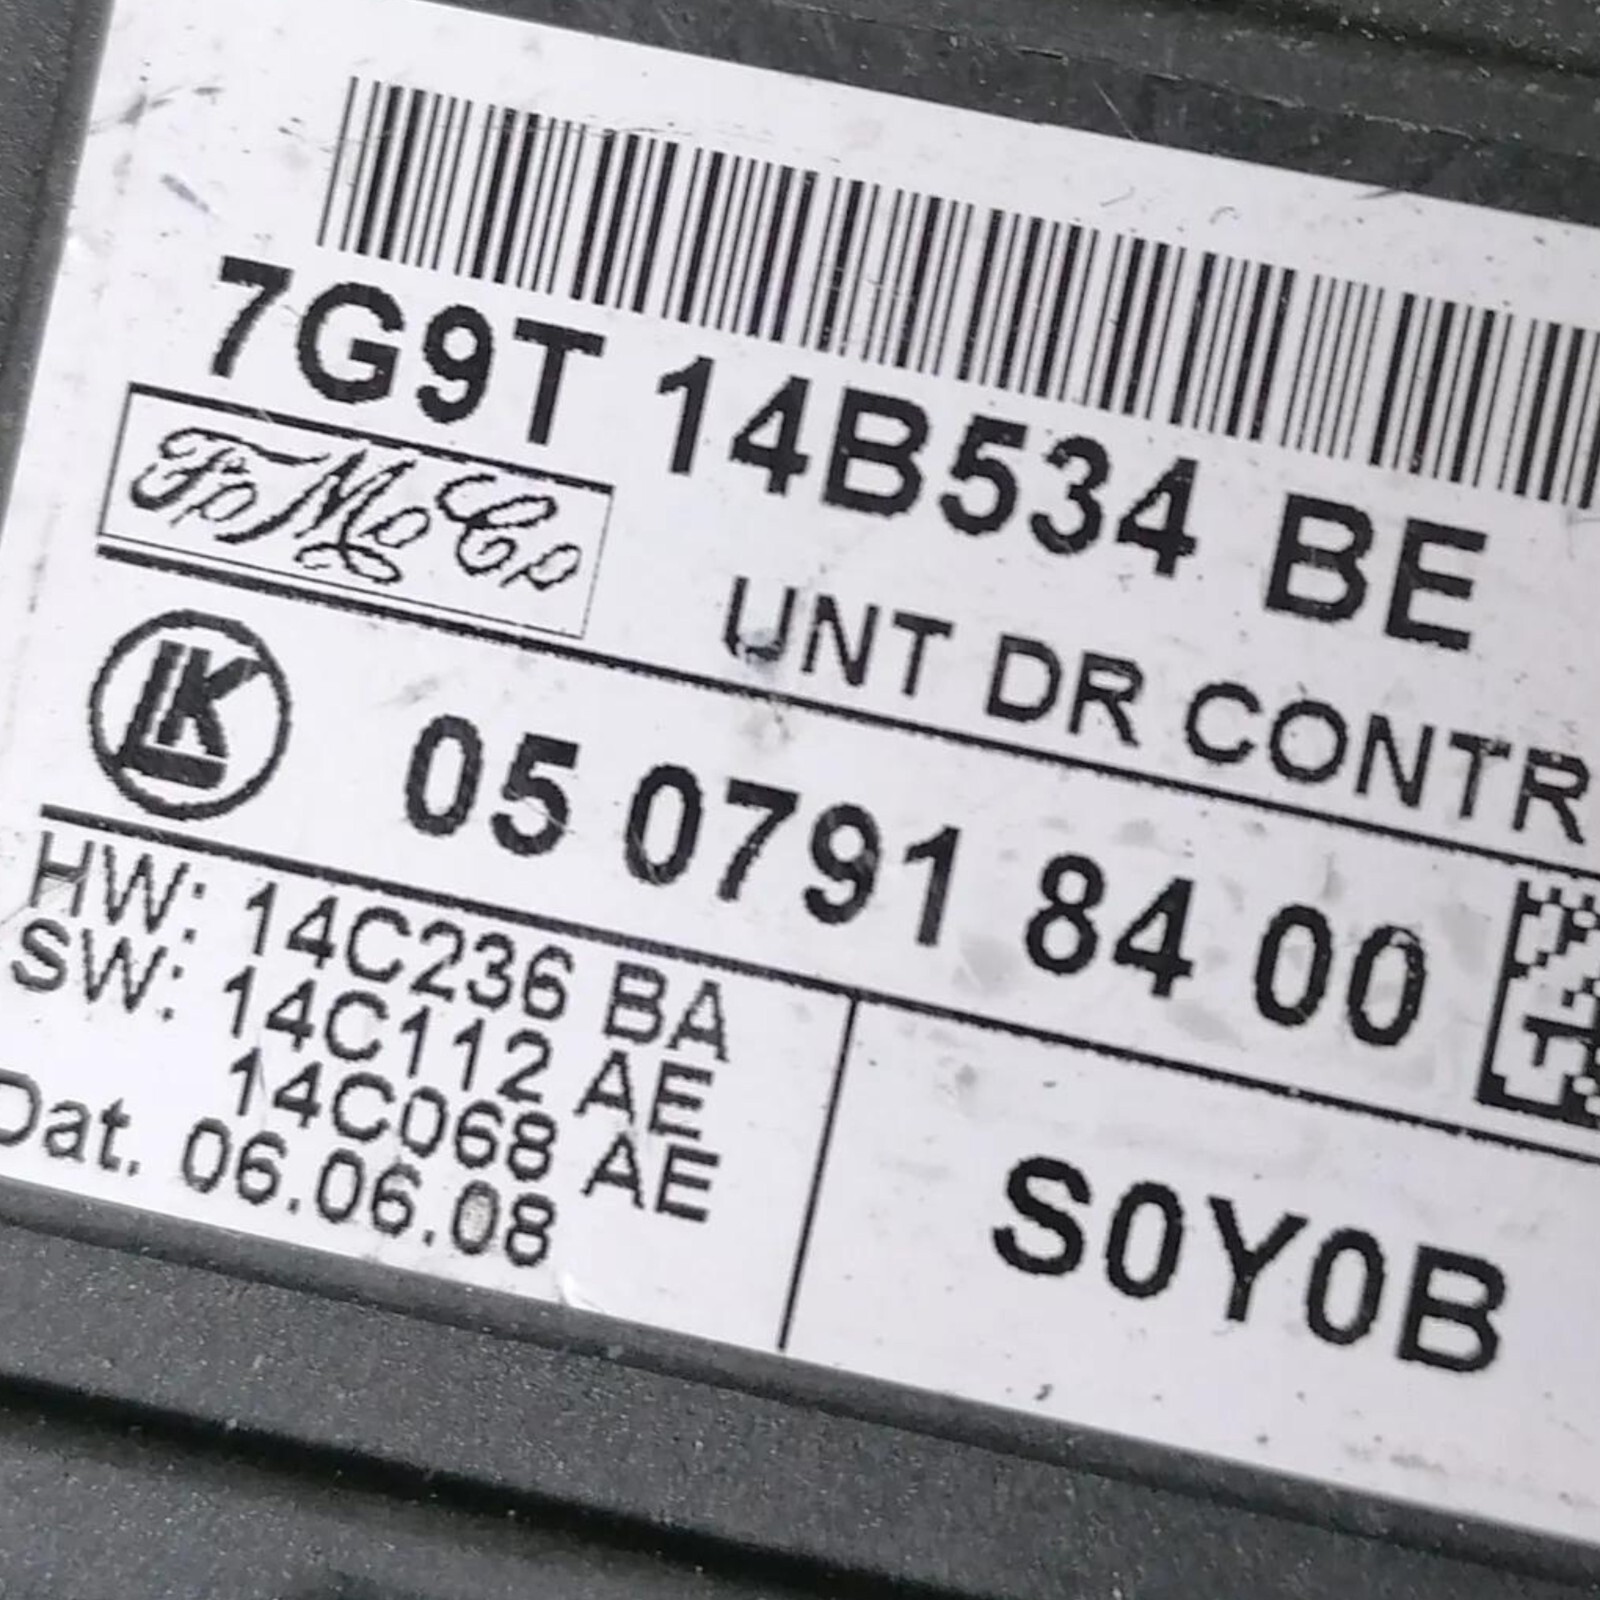 7G9T 14B534 BE
FoMoCo
UNT DR CONTR
LK
05 0791 84 00
HW: 14C236 BA
SW: 14C112 AE
14C068 AE
Dat. 06.06.08
S0Y0B